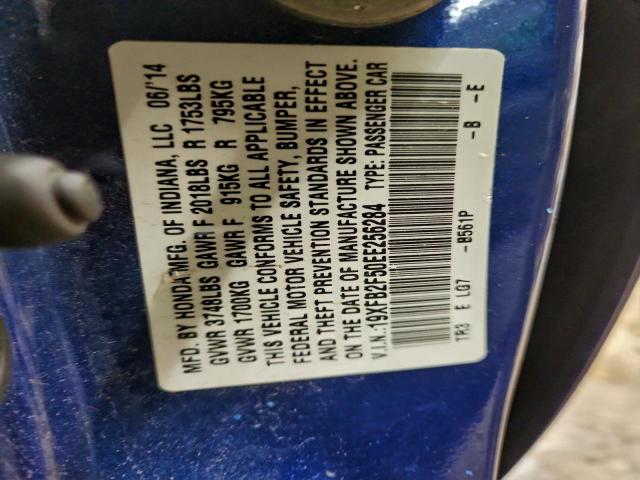 MFD. BY HONDA MFG. OF INDIANA, LLC 06/'14
GVWR 3748LBS GAWR F 2018LBS R 1753LBS
GVWR 1700KG GAWR F 915KG R 795KG
THIS VEHICLE CONFORMS TO ALL APPLICABLE
FEDERAL MOTOR VEHICLE SAFETY, BUMPER,
AND THEFT PREVENTION STANDARDS IN EFFECT
ON THE DATE OF MANUFACTURE SHOWN ABOVE.
V.I.N.:19XFB2F50EE256284 TYPE: PASSENGER CAR
TR3 E LG7 -B561P -B -E